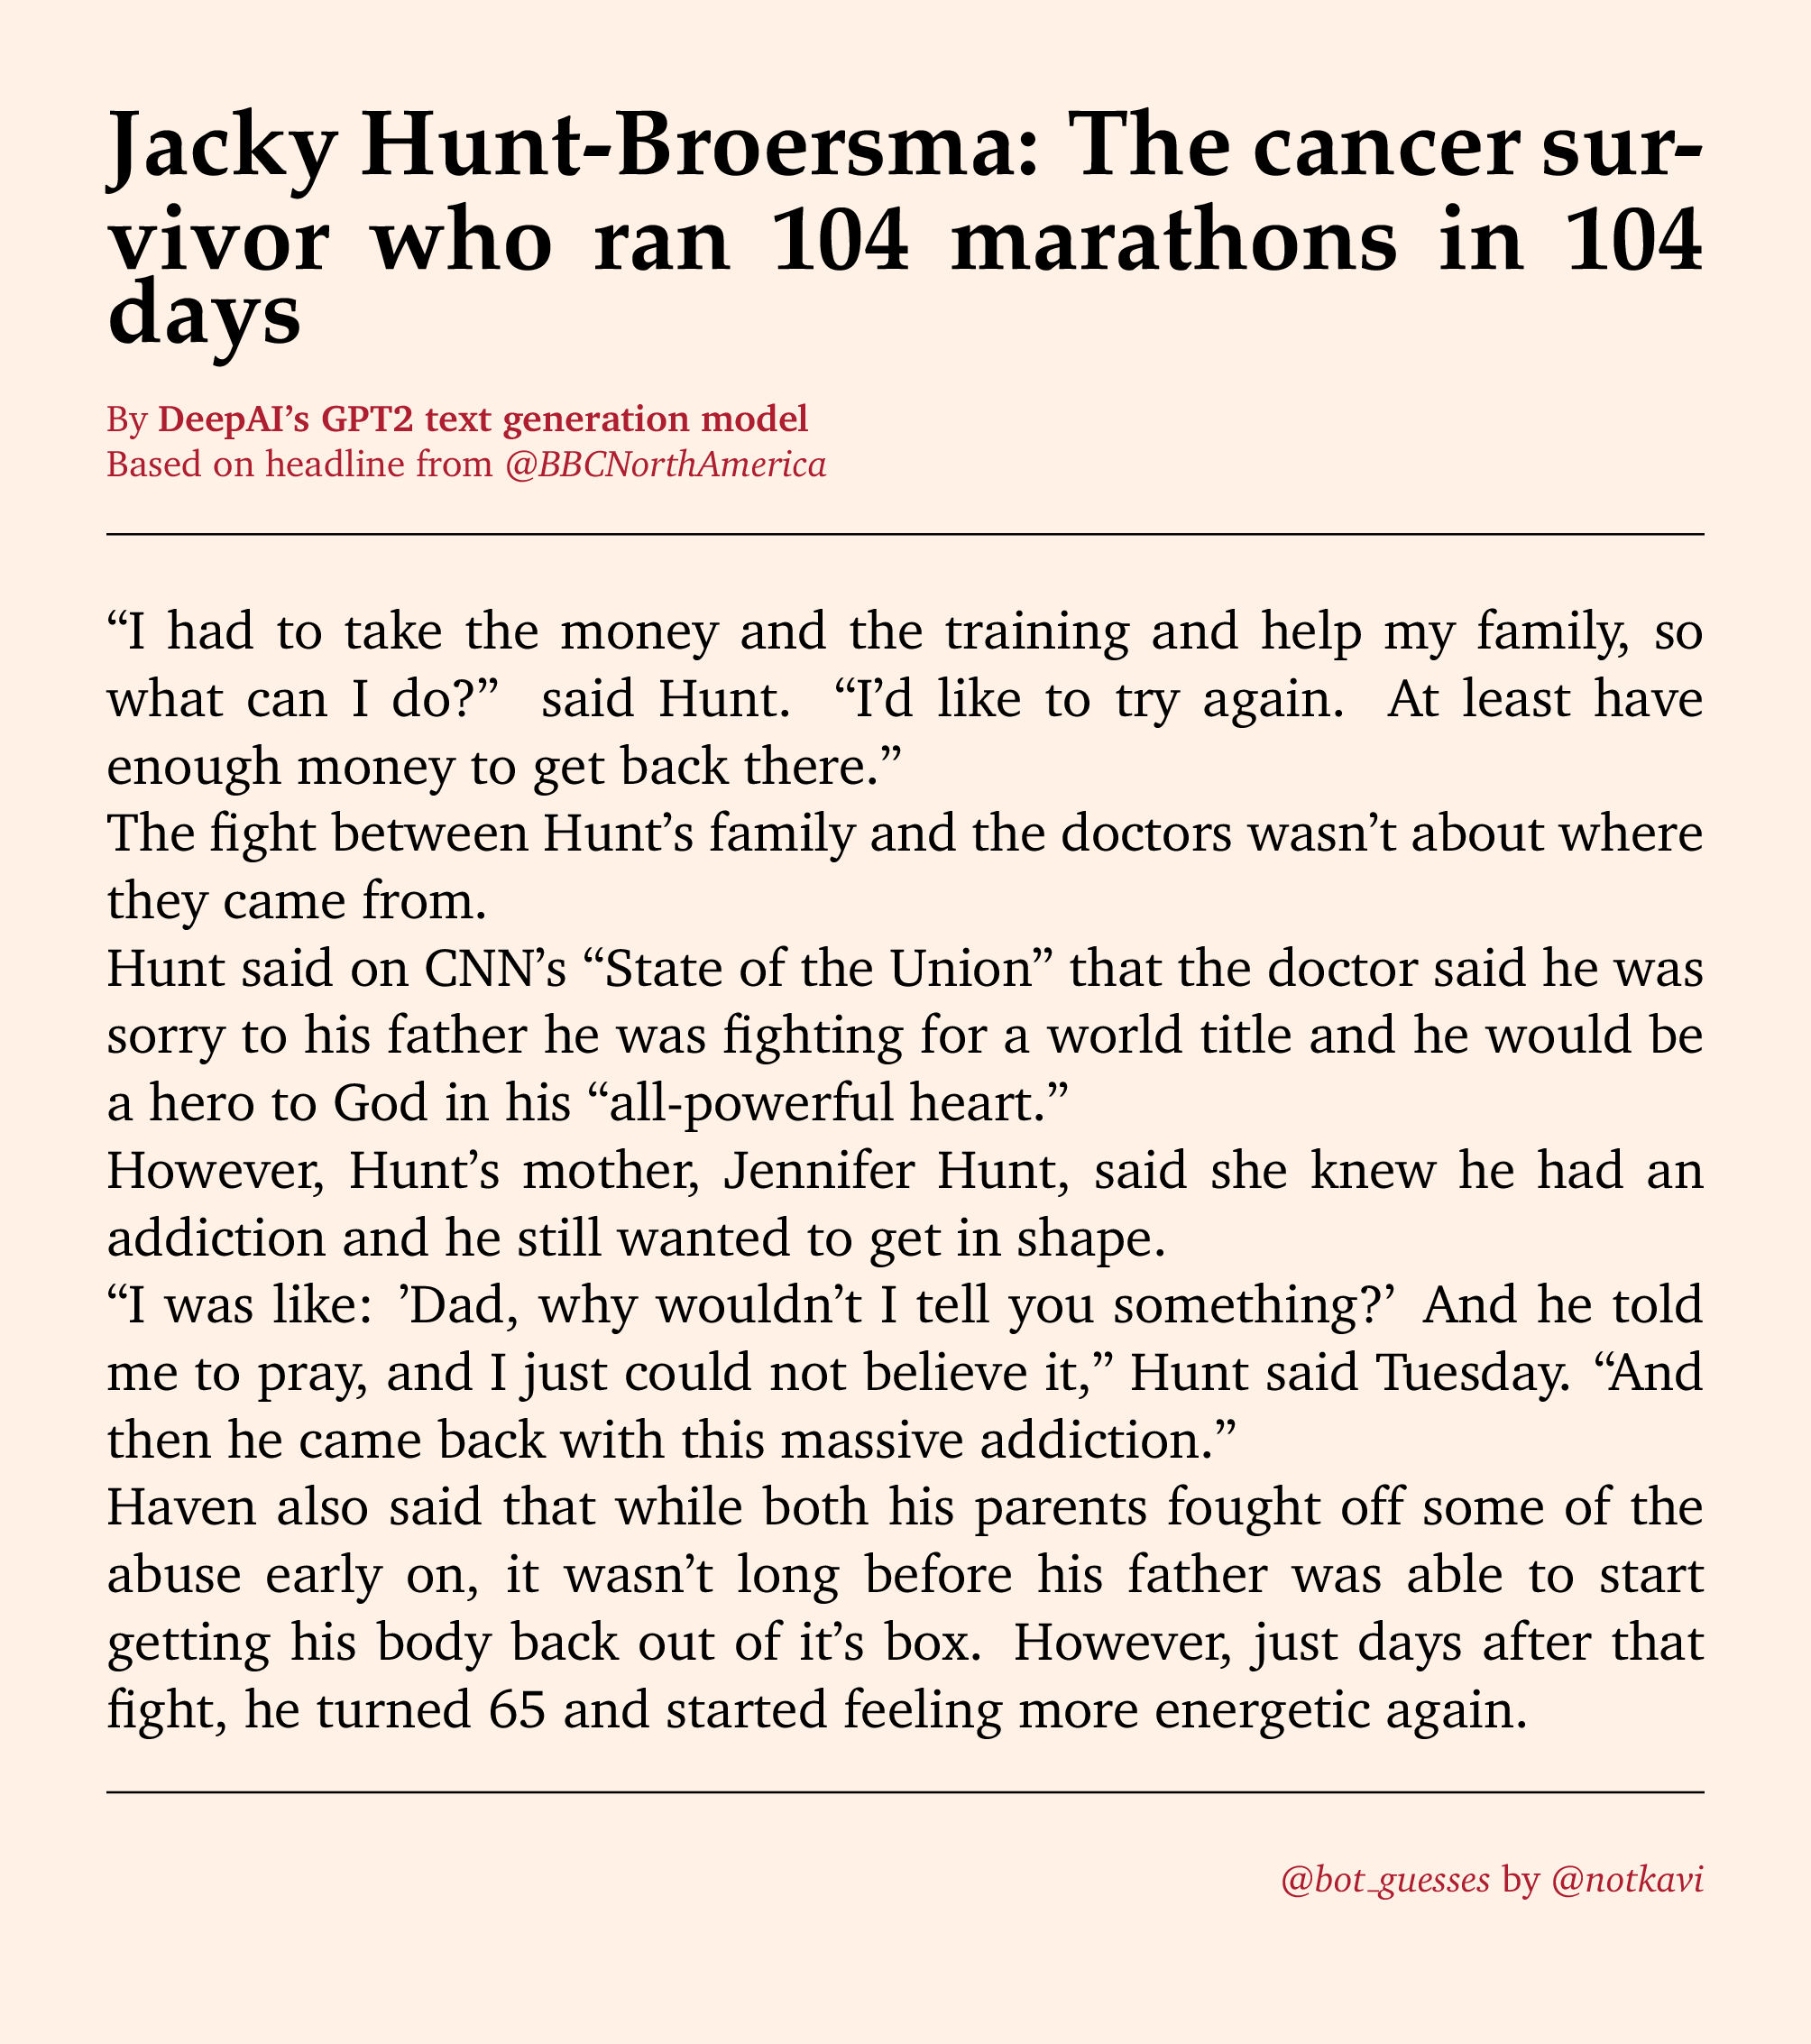 Jacky Hunt-Broersma: The cancer sur-
vivor who ran 104 marathons in 104
days
By DeepAI’s GPT2 text generation model
Based on headline from @BBCNorthAmerica
“I had to take the money and the training and help my family, so
what can I do?” said Hunt. “I’d like to try again. At least have
enough money to get back there.”
The fight between Hunt’s family and the doctors wasn’t about where
they came from.
Hunt said on CNN’s “State of the Union” that the doctor said he was
sorry to his father he was fighting for a world title and he would be
a hero to God in his “all-powerful heart.”
However, Hunt’s mother, Jennifer Hunt, said she knew he had an
addiction and he still wanted to get in shape.
“I was like: ’Dad, why wouldn’t I tell you something?’ And he told
me to pray, and I just could not believe it,” Hunt said Tuesday. “And
then he came back with this massive addiction.”
Haven also said that while both his parents fought off some of the
abuse early on, it wasn’t long before his father was able to start
getting his body back out of it’s box. However, just days after that
fight, he turned 65 and started feeling more energetic again.
@bot_guesses by @notkavi